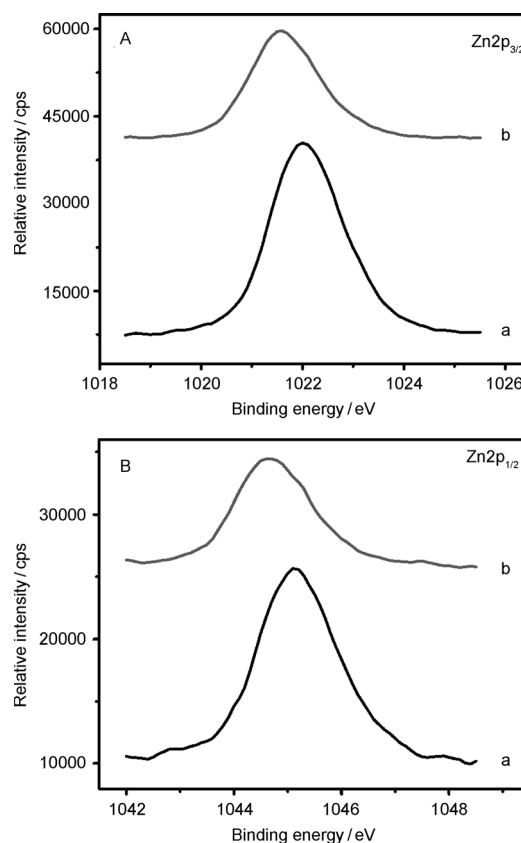 A
Zn2p3/2
60000
45000
30000
15000
b
a
1018
1020
1022
1024
1026
Relative intensity / cps
Binding energy / eV
B
Zn2p1/2
30000
20000
10000
b
a
1042
1044
1046
1048
Relative intensity / cps
Binding energy / eV